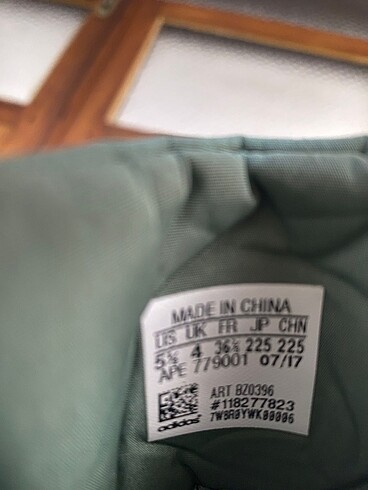 MADE IN CHINA
US UK FR JP CHN
5½ 4 36⅔ 225 225
APE 779001 07/17
ART BZ0396
#118277823
7W8R0YWK00096
adidas